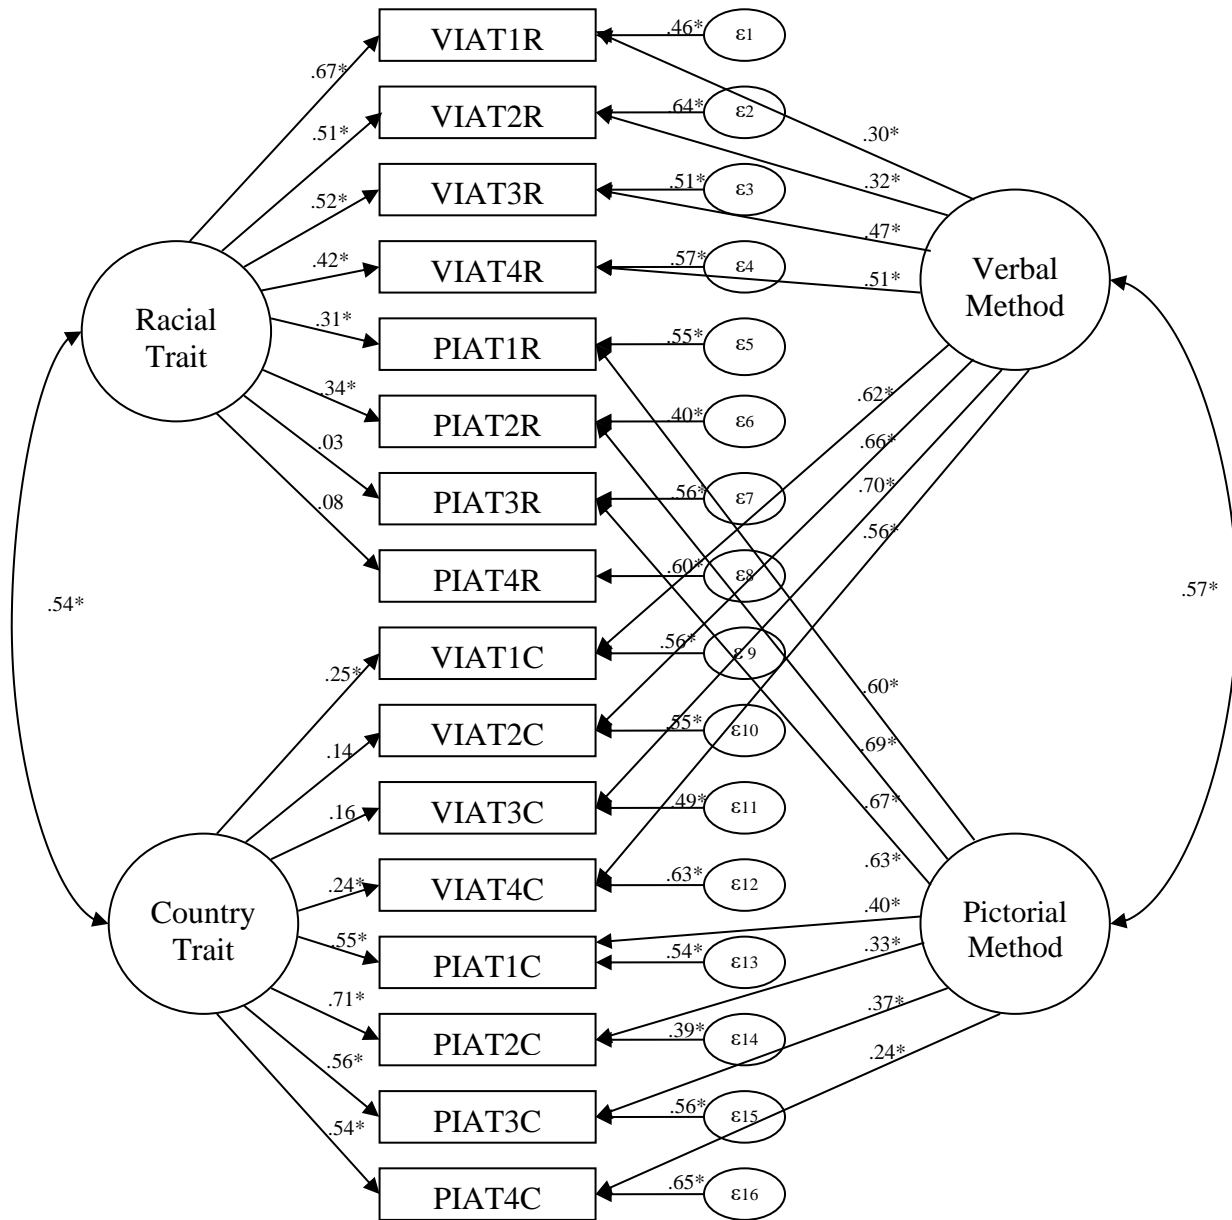 VIAT1R
.46*
ε1
.67*
VIAT2R
.64*
ε2
.30*
.51*
VIAT3R
.51*
ε3
.32*
.52*
VIAT4R
.57*
ε4
.47*
.42*
.51*
Verbal
Method
Racial
Trait
.31*
PIAT1R
.55*
ε5
.34*
PIAT2R
.40*
ε6
.62*
.66*
.03
PIAT3R
.56*
ε7
.70*
.08
.56*
PIAT4R
.60*
ε8
.54*
.57*
VIAT1C
.56*
ε9
.25*
.60*
VIAT2C
.55*
ε10
.14
.69*
VIAT3C
.49*
ε11
.16
.67*
.63*
VIAT4C
.63*
ε12
.24*
.40*
Country
Trait
Pictorial
Method
.55*
PIAT1C
.54*
ε13
.33*
.71*
PIAT2C
.39*
ε14
.37*
.56*
.24*
PIAT3C
.56*
ε15
.54*
PIAT4C
.65*
ε16